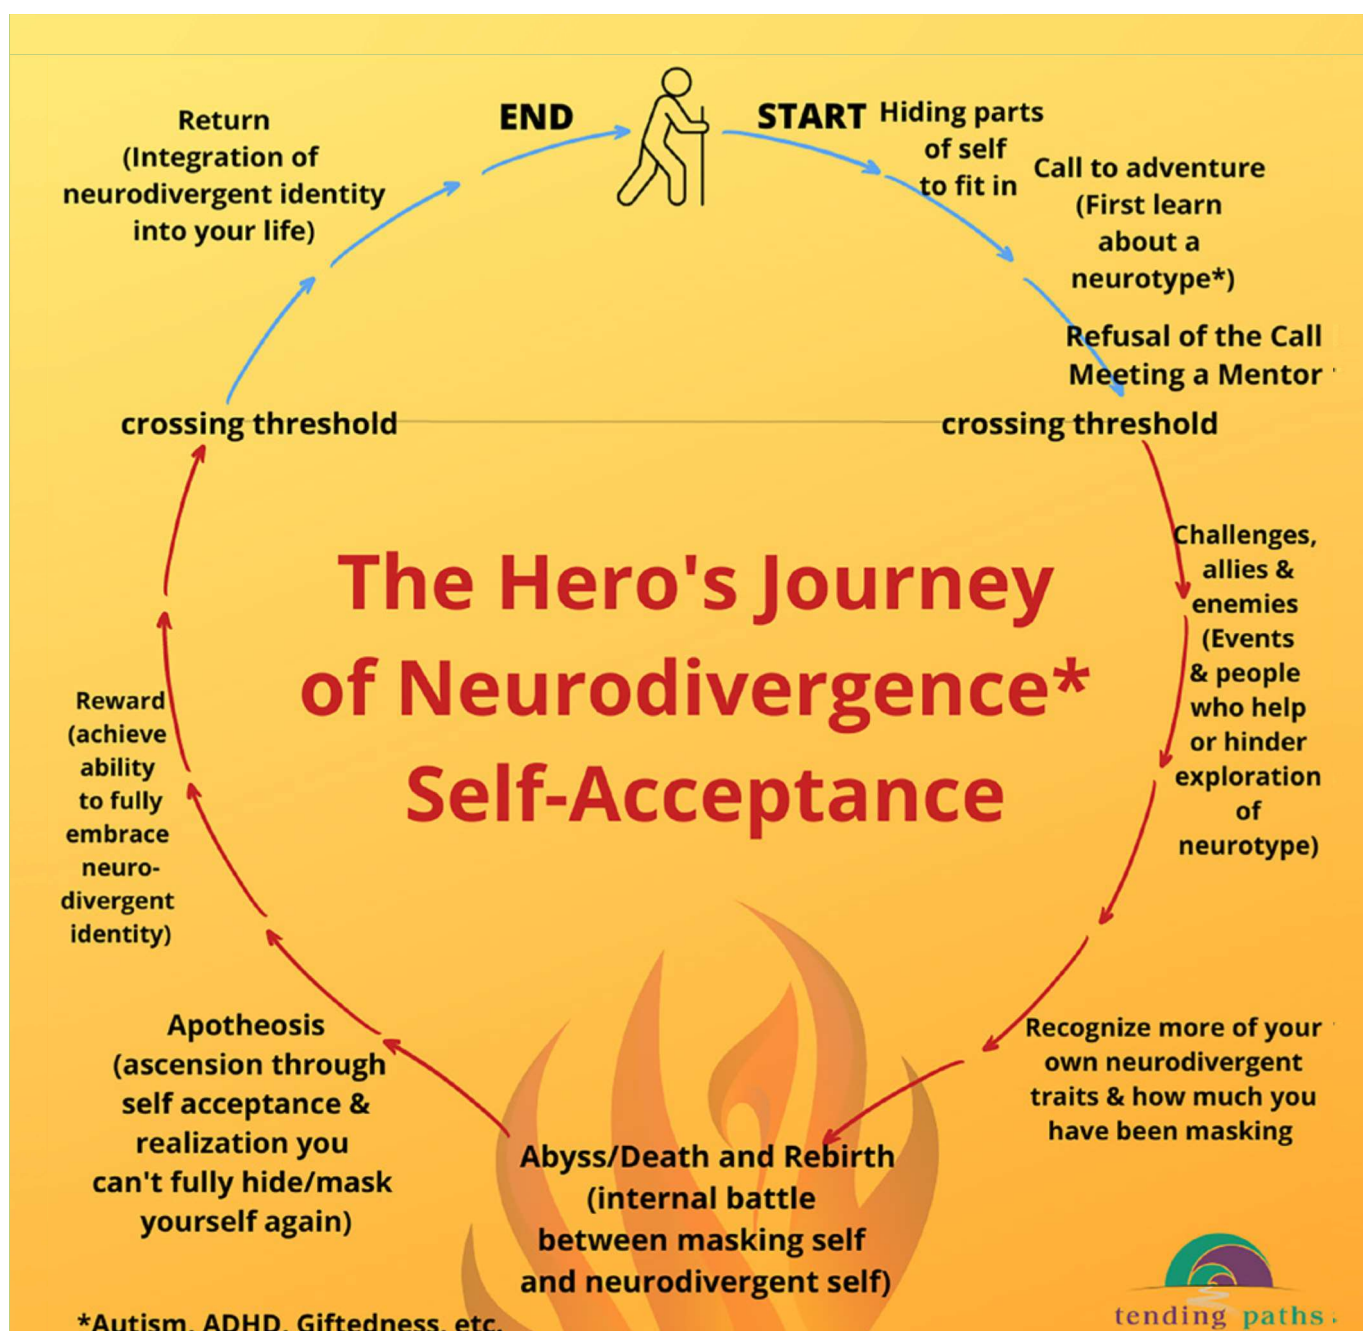 END
START
Hiding parts
of self
to fit in
Call to adventure
(First learn
about a
neurotype*)
Refusal of the Call
Meeting a Mentor
crossing threshold
Challenges,
allies &
enemies
(Events
& people
who help
or hinder
exploration
of
neurotype)
Recognize more of your
own neurodivergent
traits & how much you
have been masking
Abyss/Death and Rebirth
(internal battle
between masking self
and neurodivergent self)
Apotheosis
(ascension through
self acceptance &
realization you
can't fully hide/mask
yourself again)
Reward
(achieve
ability
to fully
embrace
neuro-
divergent
identity)
crossing threshold
Return
(Integration of
neurodivergent identity
into your life)
The Hero's Journey
of Neurodivergence*
Self-Acceptance
*Autism, ADHD, Giftedness, etc.
tending paths